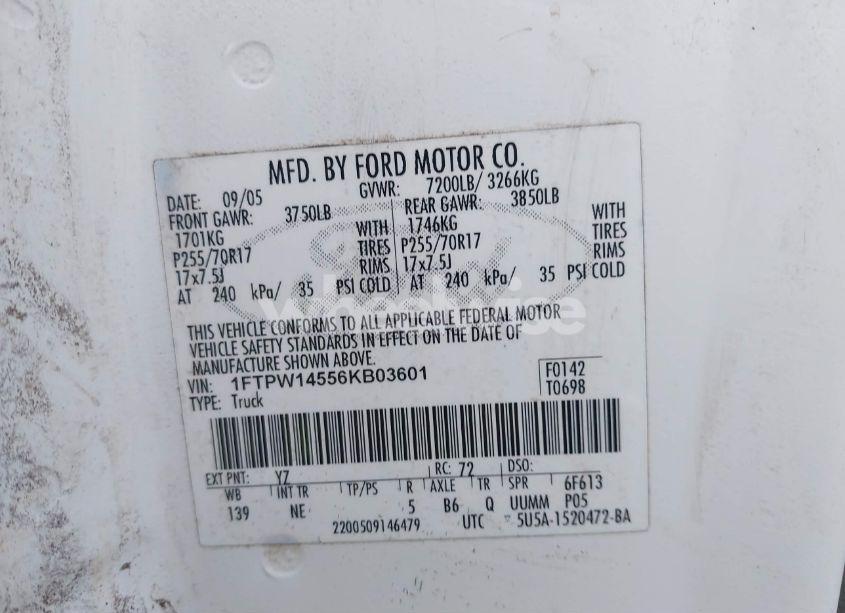 MFD. BY FORD MOTOR CO.
DATE: 09/05 GVWR: 7200LB/ 3266KG
FRONT GAWR: 3750LB REAR GAWR: 3850LB
1701KG WITH 1746KG WITH
P255/70R17 TIRES P255/70R17 TIRES
17x7.5J RIMS 17x7.5J RIMS
AT 240 kPa/ 35 PSI COLD AT 240 kPa/ 35 PSI COLD
wheelwise
THIS VEHICLE CONFORMS TO ALL APPLICABLE FEDERAL MOTOR
VEHICLE SAFETY STANDARDS IN EFFECT ON THE DATE OF
MANUFACTURE SHOWN ABOVE.
VIN: 1FTPW14556KB03601 F0142
TYPE: Truck T0698
EXT PNT: YZ RC: 72 DSO:
WB INT TR TP/PS R AXLE TR SPR 6F613
139 NE 5 B6 Q UUMM P05
2200509146479 UTC 5U5A-1520472-BA